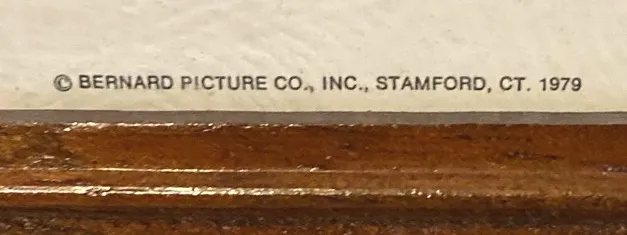 © BERNARD PICTURE CO., INC., STAMFORD, CT. 1979